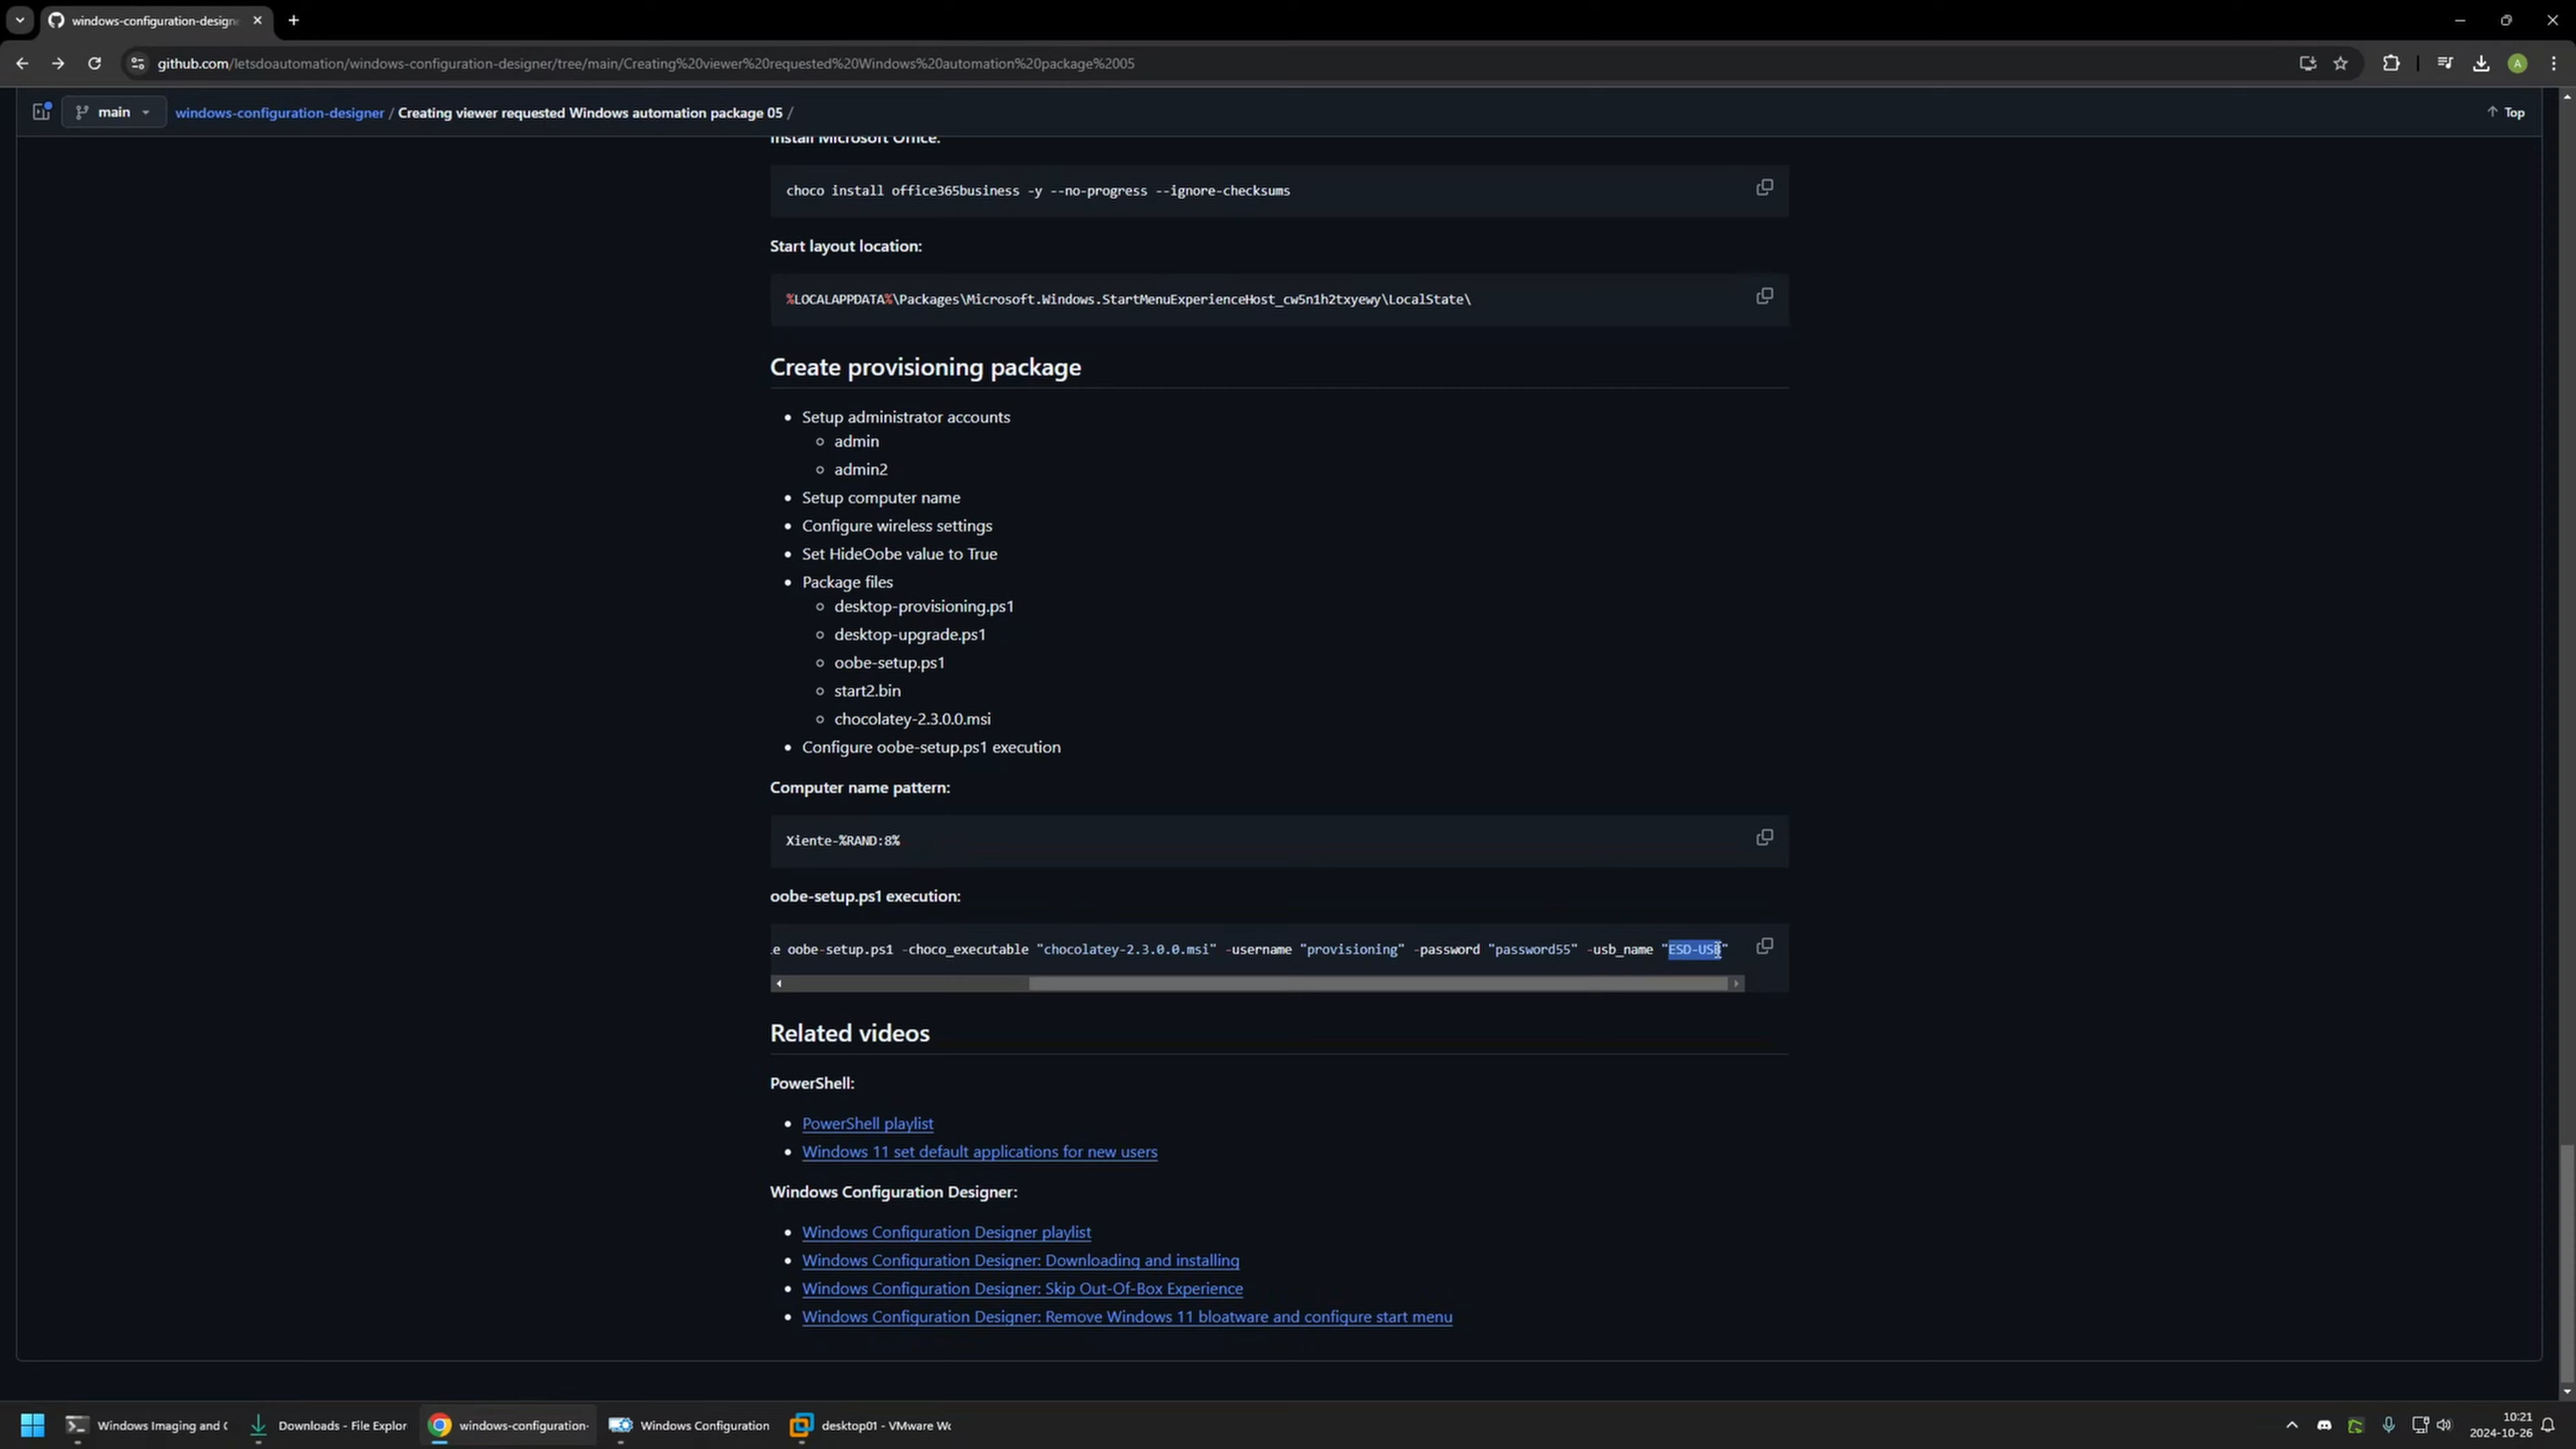 windows-configuration-designe
github.com/letsdoautomation/windows-configuration-designer/tree/main/Creating%20viewer%20requested%20Windows%20automation%20package%2005
A
main
windows-configuration-designer / Creating viewer requested Windows automation package 05 /
Top
Install Microsoft Office:
choco install office365business -y --no-progress --ignore-checksums
Start layout location:
%LOCALAPPDATA%\Packages\Microsoft.Windows.StartMenuExperienceHost_cw5n1h2txyewy\LocalState\
Create provisioning package
Setup administrator accounts
admin
admin2
Setup computer name
Configure wireless settings
Set HideOobe value to True
Package files
desktop-provisioning.ps1
desktop-upgrade.ps1
oobe-setup.ps1
start2.bin
chocolatey-2.3.0.0.msi
Configure oobe-setup.ps1 execution
Computer name pattern:
Xiente-%RAND:8%
oobe-setup.ps1 execution:
e oobe-setup.ps1 -choco_executable "chocolatey-2.3.0.0.msi" -username "provisioning" -password "password55" -usb_name "ESD-USB"
Related videos
PowerShell:
PowerShell playlist
Windows 11 set default applications for new users
Windows Configuration Designer:
Windows Configuration Designer playlist
Windows Configuration Designer: Downloading and installing
Windows Configuration Designer: Skip Out-Of-Box Experience
Windows Configuration Designer: Remove Windows 11 bloatware and configure start menu
Windows Imaging and C
Downloads - File Explor
windows-configuration-
Windows Configuration
desktop01 - VMware Wo
10:21
2024-10-26